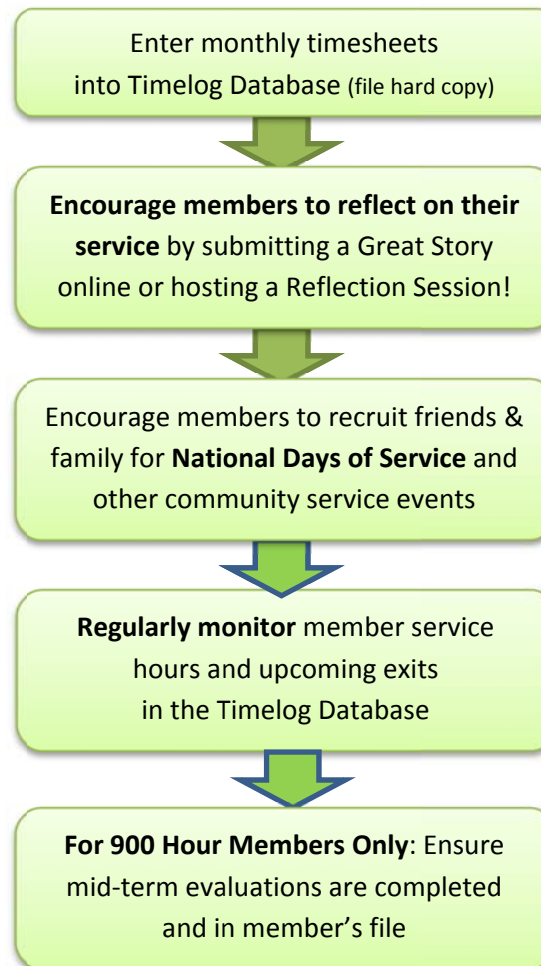 Enter monthly timesheets
into Timelog Database (file hard copy)
Encourage members to reflect on their
service by submitting a Great Story
online or hosting a Reflection Session!
Encourage members to recruit friends &
family for National Days of Service and
other community service events
Regularly monitor member service
hours and upcoming exits
in the Timelog Database
For 900 Hour Members Only: Ensure
mid-term evaluations are completed
and in member's file